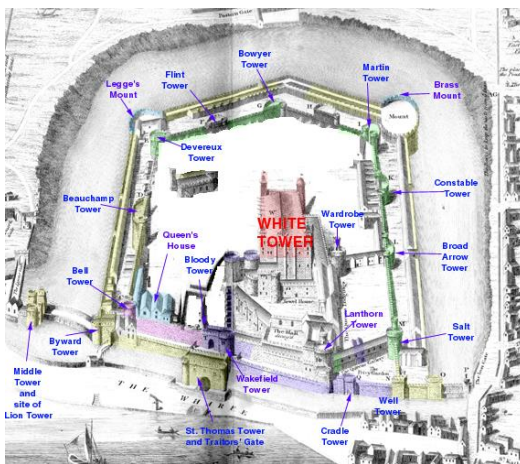 Bowyer
Tower
Flint
Tower
Martin
Tower
Legge's
Mount
Brass
Mount
G
H
I
Mount
Devereux
Tower
Beauchamp
Tower
Constable
Tower
W
WHITE
TOWER
Wardrobe
Tower
Queen's
House
Bloody
Tower
Broad
Arrow
Tower
Bell
Tower
Lanthorn
Tower
Salt
Tower
Byward
Tower
Middle
Tower
and
site of
Lion Tower
Wakefield
Tower
Well
Tower
N
O
P
THE WHARF
St. Thomas Tower
and Traitors' Gate
Cradle
Tower